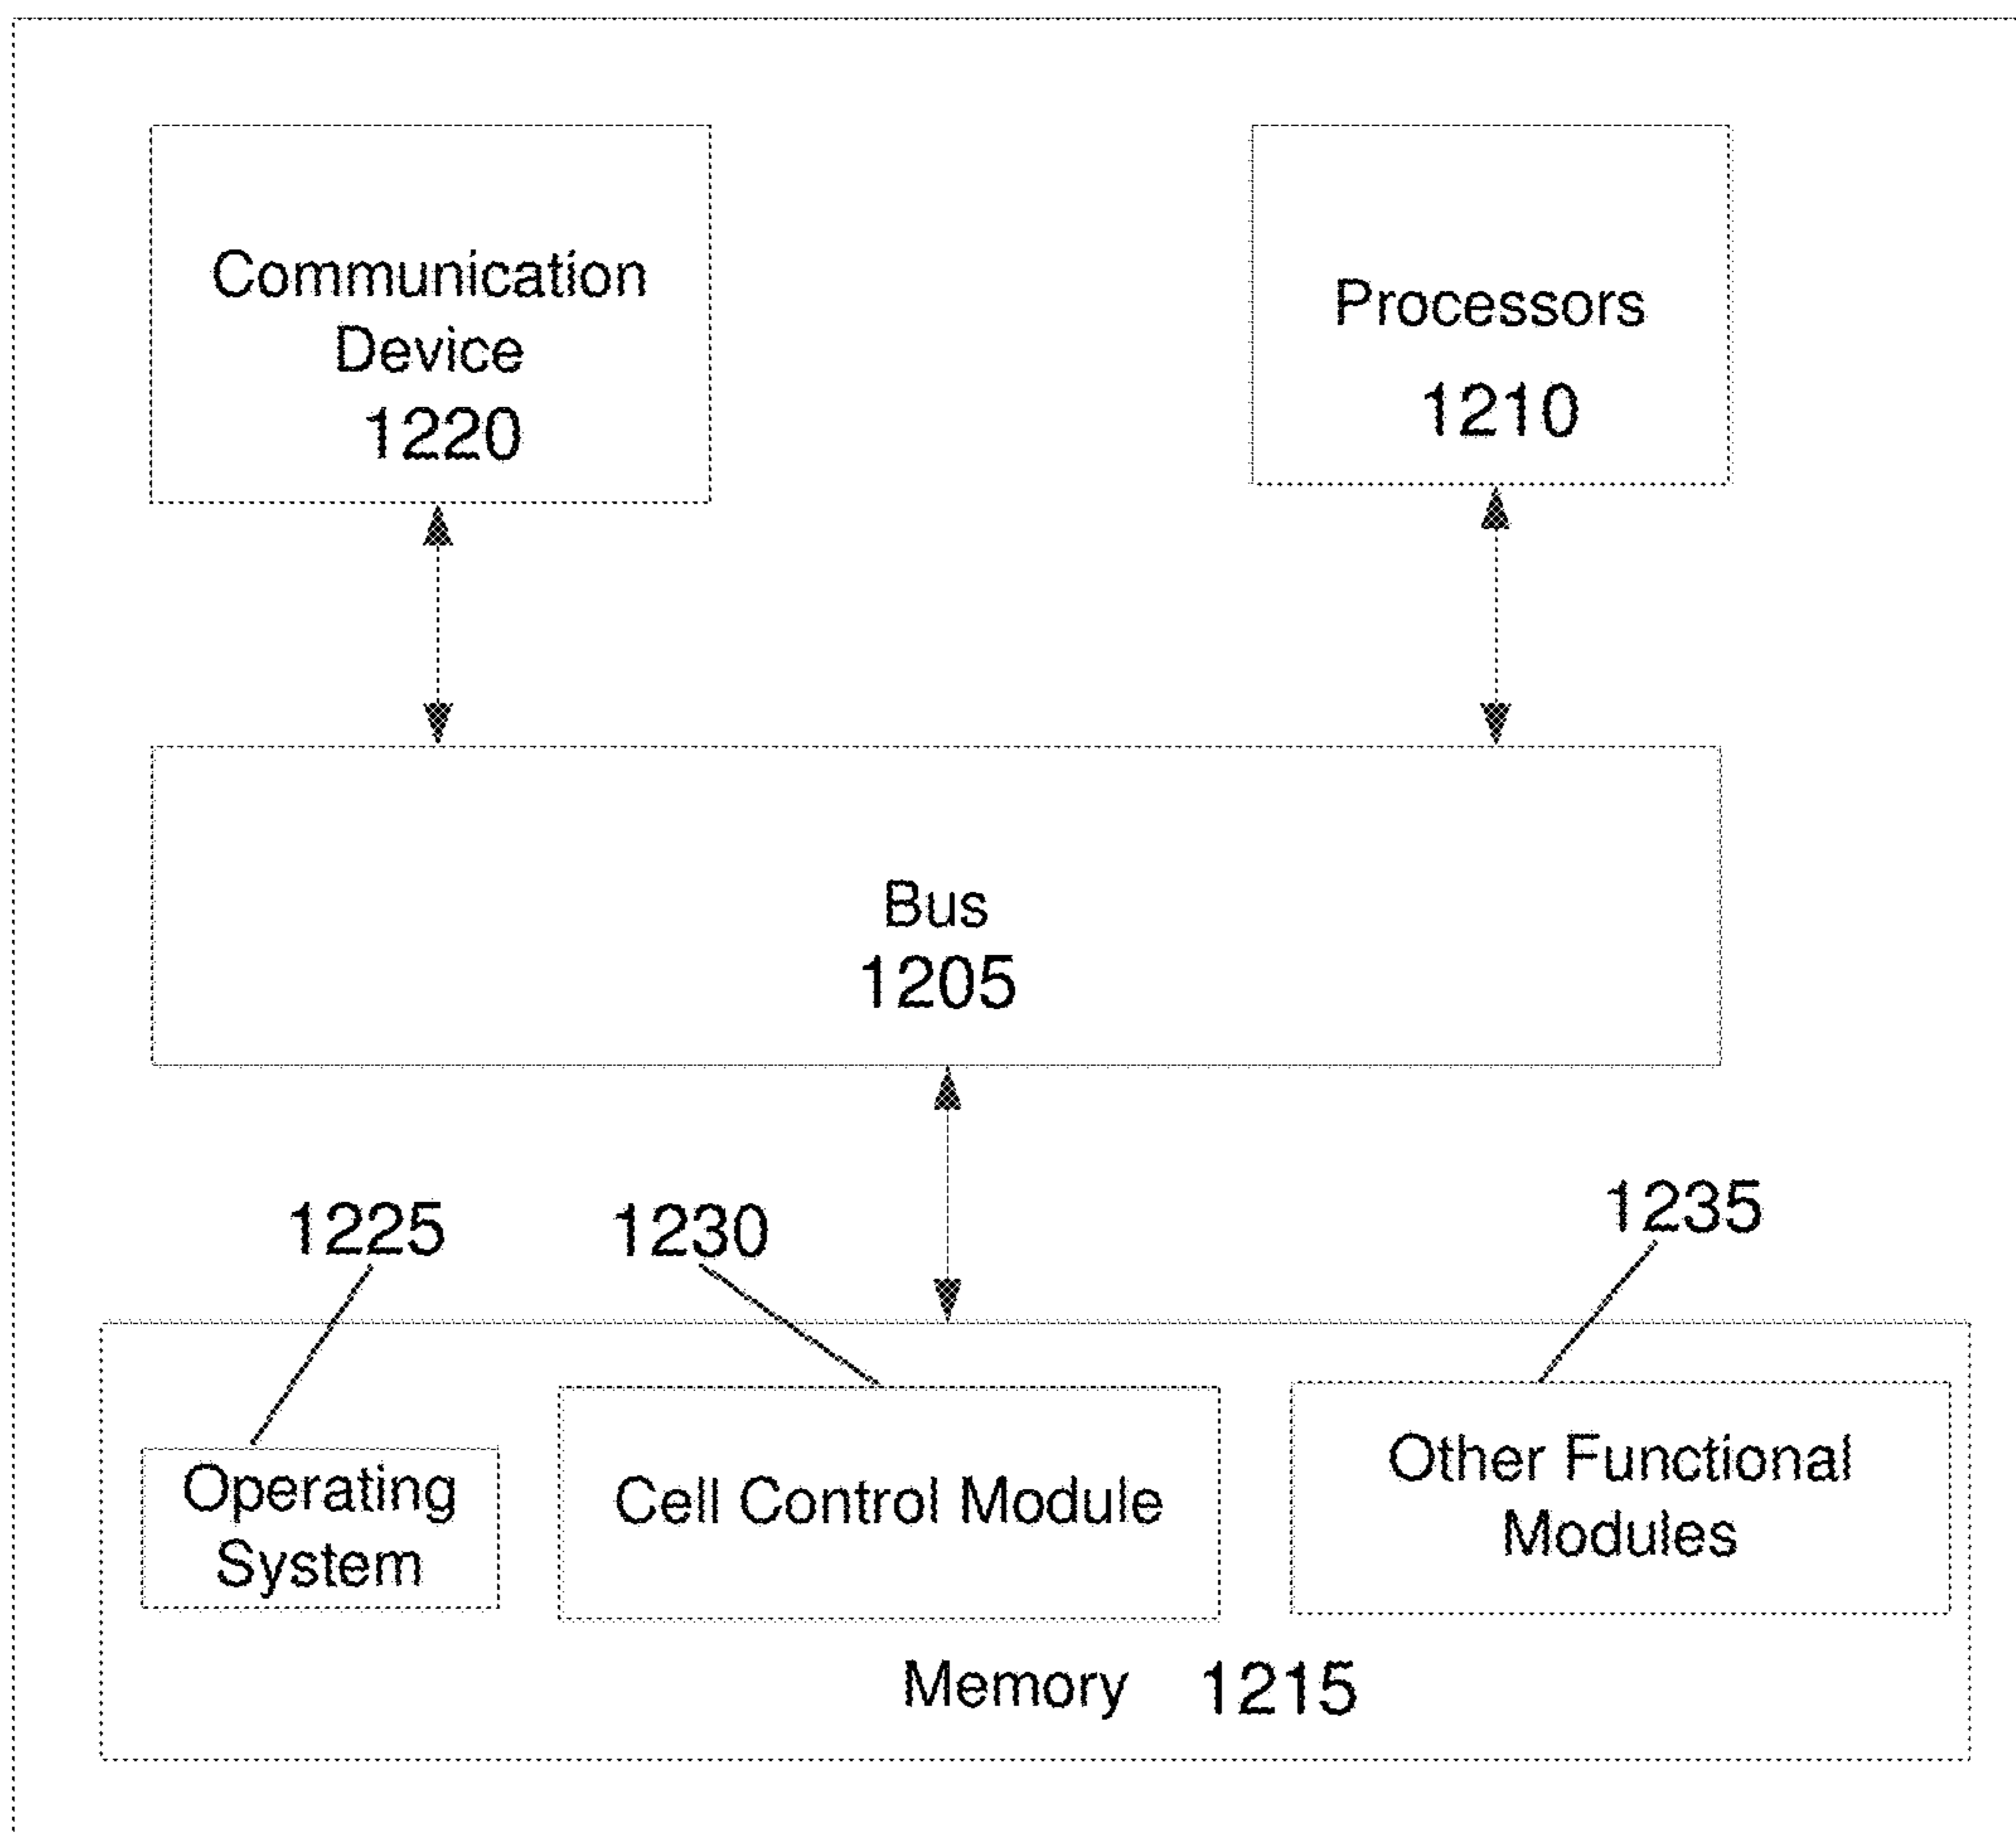 Communication
Device
1220
Processors
1210
Bus
1205
1225
1230
1235
Operating
System
Cell Control Module
Other Functional
Modules
Memory 1215